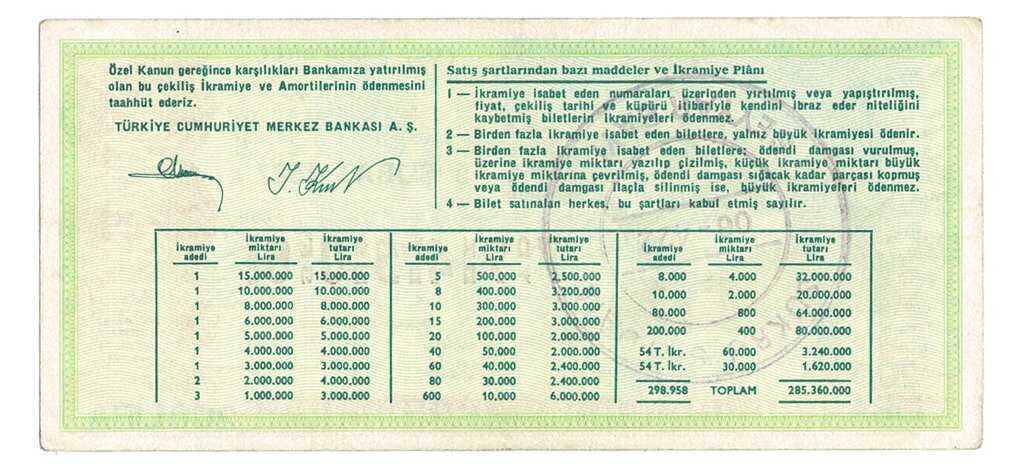 Özel Kanun gereğince karşılıkları Bankamıza yatırılmış
olan bu çekiliş İkramiye ve Amortilerinin ödenmesini
taahhüt ederiz.
TÜRKİYE CUMHURİYET MERKEZ BANKASI A. Ş.
Satış şartlarından bazı maddeler ve İkramiye Plânı
1 — İkramiye isabet eden numaraları üzerinden yırtılmış veya yapıştırılmış,
fiyat, çekiliş tarihi ve küpürü itibariyle kendini ibraz eder niteliğini
kaybetmiş biletlerin İkramiyeleri ödenmez.
2 — Birden fazla ikramiye isabet eden biletlere, yalnız büyük ikramiyesi ödenir.
3 — Birden fazla ikramiye isabet eden biletlere; ödendi damgası vurulmuş,
üzerine ikramiye miktarı yazılıp çizilmiş, küçük ikramiye miktarı büyük
ikramiye miktarına çevrilmiş, ödendi damgası sığacak kadar parçası kopmuş
veya ödendi damgası ilaçla silinmiş ise, büyük ikramiyeleri ödenmez.
4 — Bilet satınalan herkes, bu şartları kabul etmiş sayılır.
İkramiye adedi İkramiye miktarı Lira İkramiye tutarı Lira İkramiye adedi İkramiye miktarı Lira İkramiye tutarı Lira İkramiye adedi İkramiye miktarı Lira İkramiye tutarı Lira
1 15.000.000 15.000.000 5 500.000 2.500.000 8.000 4.000 32.000.000
1 10.000.000 10.000.000 8 400.000 3.200.000 10.000 2.000 20.000.000
1 8.000.000 8.000.000 10 300.000 3.000.000 80.000 800 64.000.000
1 6.000.000 6.000.000 15 200.000 3.000.000 200.000 400 80.000.000
1 5.000.000 5.000.000 20 100.000 2.000.000
1 4.000.000 4.000.000 40 50.000 2.000.000 54 T. İkr. 60.000 3.240.000
1 3.000.000 3.000.000 60 40.000 2.400.000 54 T. İkr. 30.000 1.620.000
2 2.000.000 4.000.000 80 30.000 2.400.000
3 1.000.000 3.000.000 600 10.000 6.000.000 298.958 TOPLAM 285.360.000